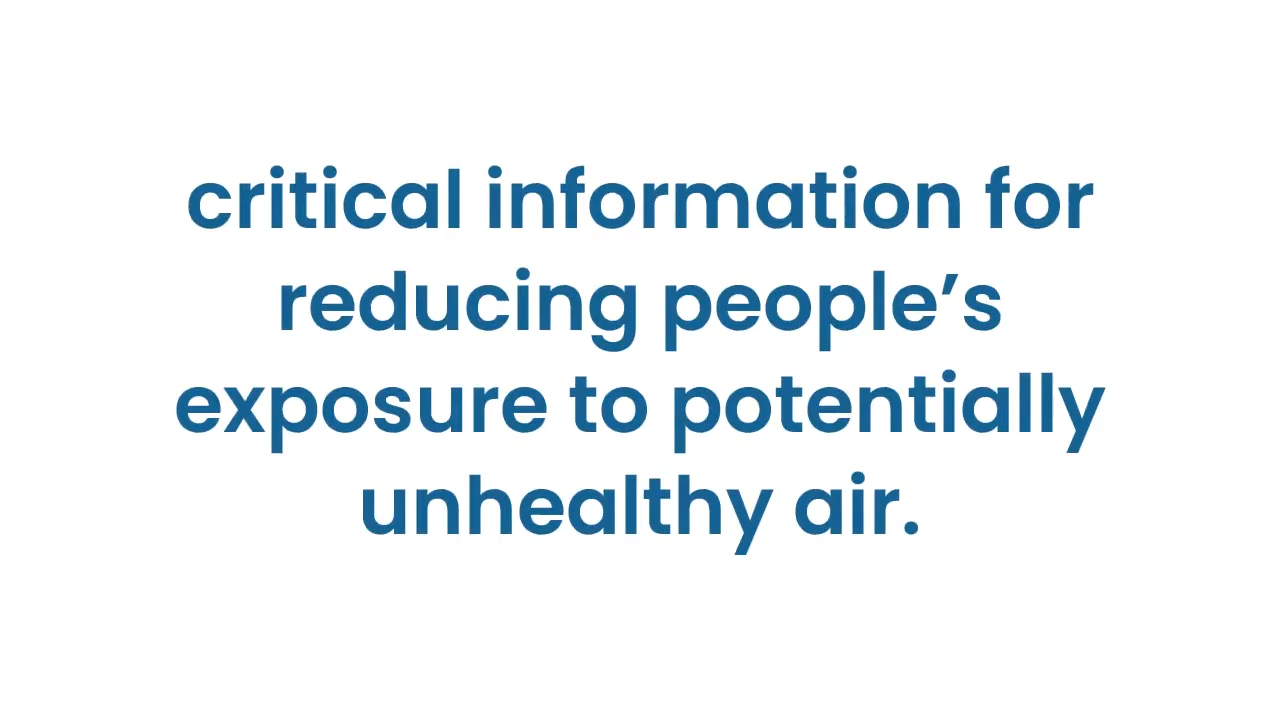 critical information for
reducing people’s
exposure to potentially
unhealthy air.